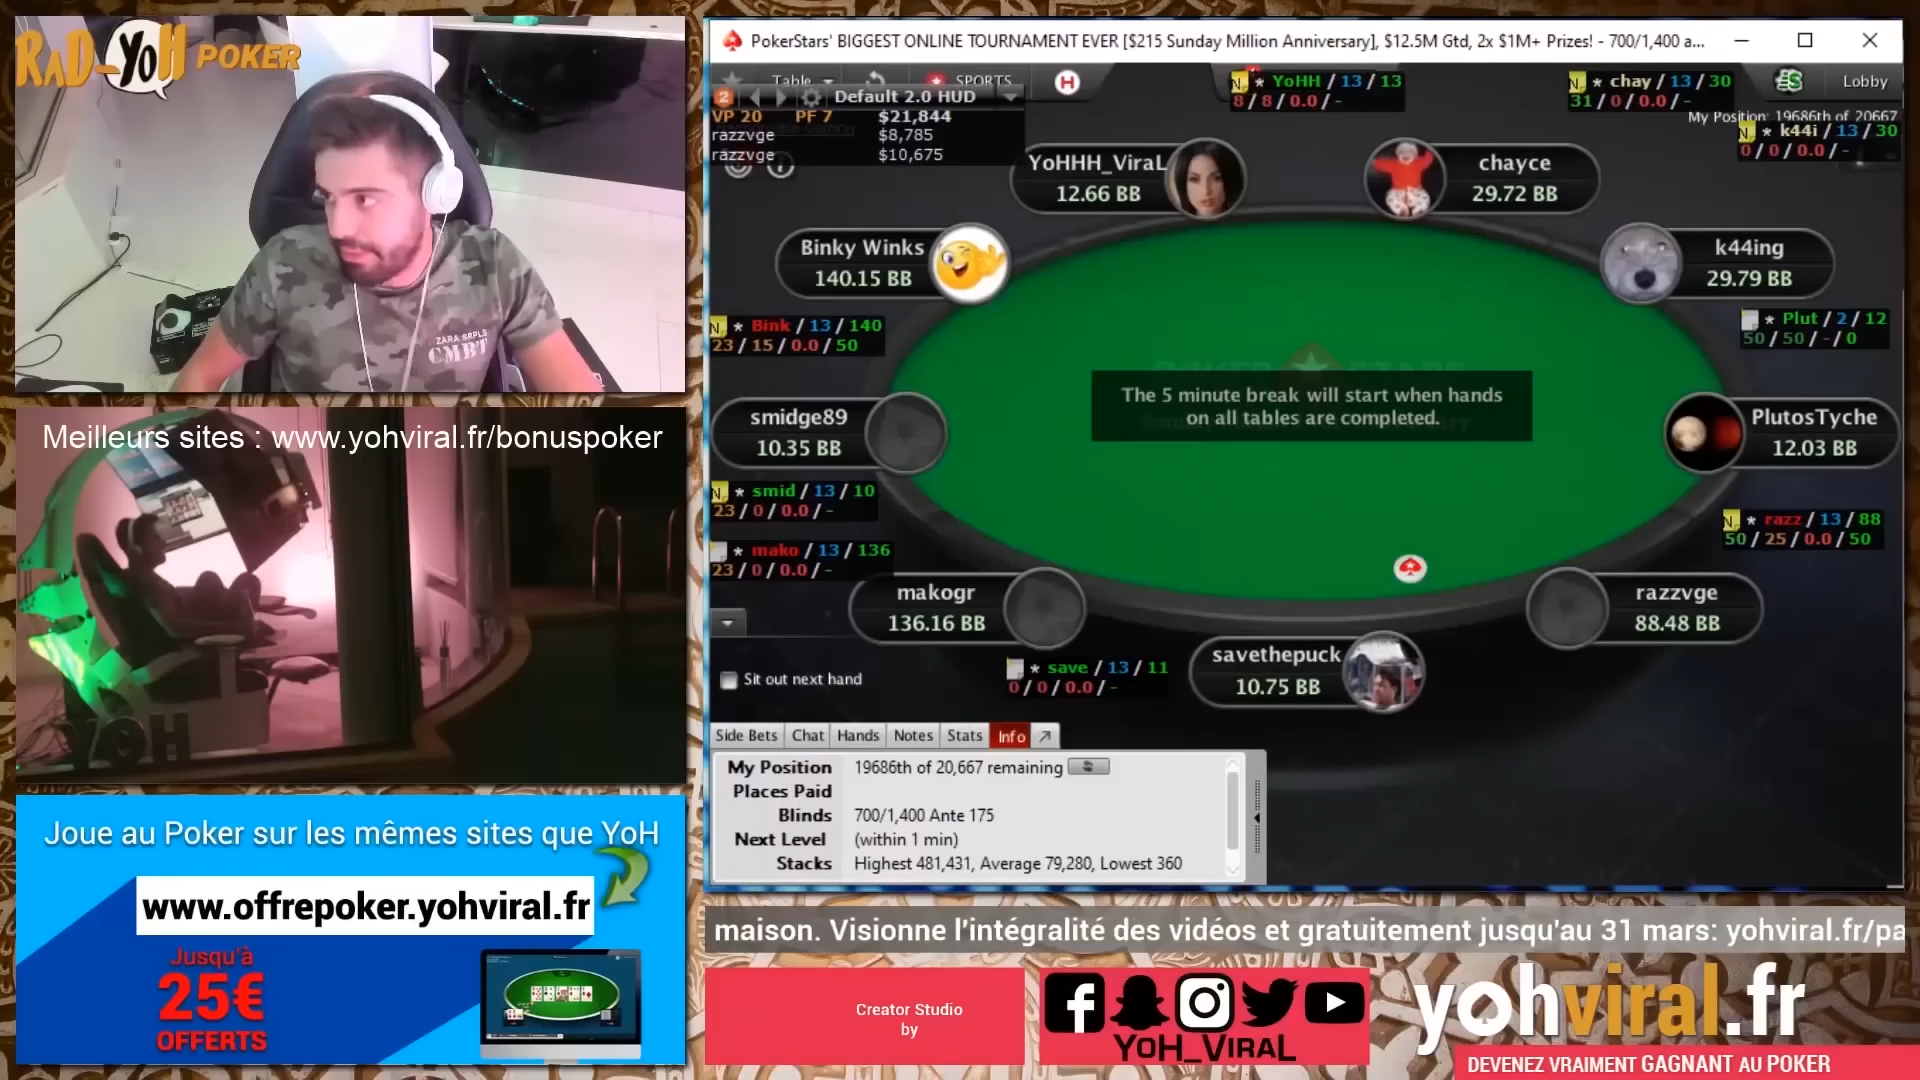 RAD-YoH POKER
ZARA SRPLS
CMBT
Meilleurs sites : www.yohviral.fr/bonuspoker
YOH
Joue au Poker sur les mêmes sites que YoH
www.offrepoker.yohviral.fr
Jusqu'à
25€
OFFERTS
PokerStars' BIGGEST ONLINE TOURNAMENT EVER [$215 Sunday Million Anniversary], $12.5M Gtd, 2x $1M+ Prizes! - 700/1,400 a...
Table
SPORTS
H
Lobby
2
Default 2.0 HUD
VP 20 PF 7 $21,844
razzvge $8,785
razzvge $10,675
My Position: 19686th of 20667
N * YoHH / 13 / 13
8 / 8 / 0.0 / -
N * chay / 13 / 30
31 / 0 / 0.0 / -
N * k44i / 13 / 30
0 / 0 / 0.0 / -
YoHHH_ViraL
12.66 BB
chayce
29.72 BB
Binky Winks
140.15 BB
k44ing
29.79 BB
N * Bink / 13 / 140
23 / 15 / 0.0 / 50
* Plut / 2 / 12
50 / 50 / - / 0
The 5 minute break will start when hands
on all tables are completed.
smidge89
10.35 BB
PlutosTyche
12.03 BB
N * smid / 13 / 10
23 / 0 / 0.0 / -
N * razz / 13 / 88
50 / 25 / 0.0 / 50
* mako / 13 / 136
23 / 0 / 0.0 / -
makogr
136.16 BB
razzvge
88.48 BB
* save / 13 / 11
0 / 0 / 0.0 / -
savethepuck
10.75 BB
Sit out next hand
Side Bets Chat Hands Notes Stats Info
My Position 19686th of 20,667 remaining
Places Paid
Blinds 700/1,400 Ante 175
Next Level (within 1 min)
Stacks Highest 481,431, Average 79,280, Lowest 360
maison. Visionne l'intégralité des vidéos et gratuitement jusqu'au 31 mars: yohviral.fr/pa
Creator Studio
by
YoH_ViraL
yohviral.fr
DEVENEZ VRAIMENT GAGNANT AU POKER